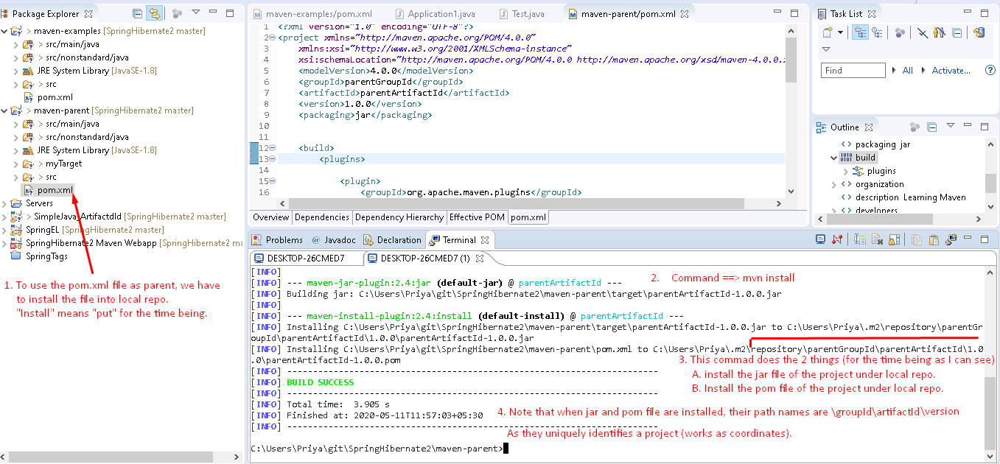 Package Explorer
> maven-examples [SpringHibernate2 master]
> src/main/java
> src/nonstandard/java
JRE System Library [JavaSE-1.8]
> src
pom.xml
> maven-parent [SpringHibernate2 master]
> src/main/java
> src/nonstandard/java
JRE System Library [JavaSE-1.8]
> myTarget
> src
pom.xml
Servers
> SimpleJava_ArtifactdId [SpringHibernate2 master]
SpringEL [SpringHibernate2 master]
SpringHibernate2 Maven Webapp [SpringHibernate2 ma
SpringTags
1. To use the pom.xml file as parent, we have
to install the file into local repo.
"Install" means "put" for the time being.
maven-examples/pom.xml
Application1.java
Test.java
maven-parent/pom.xml
1 <?xml version="1.0" encoding="UTF-8"?>
2 <project xmlns="http://maven.apache.org/POM/4.0.0"
3 xmlns:xsi="http://www.w3.org/2001/XMLSchema-instance"
4 xsi:schemaLocation="http://maven.apache.org/POM/4.0.0 http://maven.apache.org/xsd/maven-4.0.0.
5 <modelVersion>4.0.0</modelVersion>
6 <groupId>parentGroupId</groupId>
7 <artifactId>parentArtifactId</artifactId>
8 <version>1.0.0</version>
9 <packaging>jar</packaging>
10
11
12 <build>
13 <plugins>
14
15 <plugin>
16 <groupId>org.apache.maven.plugins</groupId>
Overview
Dependencies
Dependency Hierarchy
Effective POM
pom.xml
Task List
Find
All
Activate...
Outline
packaging jar
build
plugins
organization
description Learning Maven
developers
Problems
@ Javadoc
Declaration
Terminal
DESKTOP-26CMED7
DESKTOP-26CMED7 (1)
[INFO]
[INFO] --- maven-jar-plugin:2.4:jar (default-jar) @ parentArtifactId ---
2. Command ==> mvn install
[INFO] Building jar: C:\Users\Priya\git\SpringHibernate2\maven-parent\target\parentArtifactId-1.0.0.jar
[INFO]
[INFO] --- maven-install-plugin:2.4:install (default-install) @ parentArtifactId ---
[INFO] Installing C:\Users\Priya\git\SpringHibernate2\maven-parent\target\parentArtifactId-1.0.0.jar to C:\Users\Priya\.m2\repository\parentGr
oupId\parentArtifactId\1.0.0\parentArtifactId-1.0.0.jar
[INFO] Installing C:\Users\Priya\git\SpringHibernate2\maven-parent\pom.xml to C:\Users\Priya\.m2\repository\parentGroupId\parentArtifactId\1.0.
0\parentArtifactId-1.0.0.pom
3. This commad does the 2 things (for the time being as I can see)
[INFO] ------------------------------------------------------------------------
A. install the jar file of the project under local repo.
[INFO] BUILD SUCCESS
B. Install the pom file of the project under local repo.
[INFO] ------------------------------------------------------------------------
[INFO] Total time: 3.905 s
[INFO] Finished at: 2020-05-11T11:57:03+05:30
4. Note that when jar and pom file are installed, their path names are \groupId\artifactId\version
[INFO] ------------------------------------------------------------------------
As they uniquely identifies a project (works as coordinates).
C:\Users\Priya\git\SpringHibernate2\maven-parent>